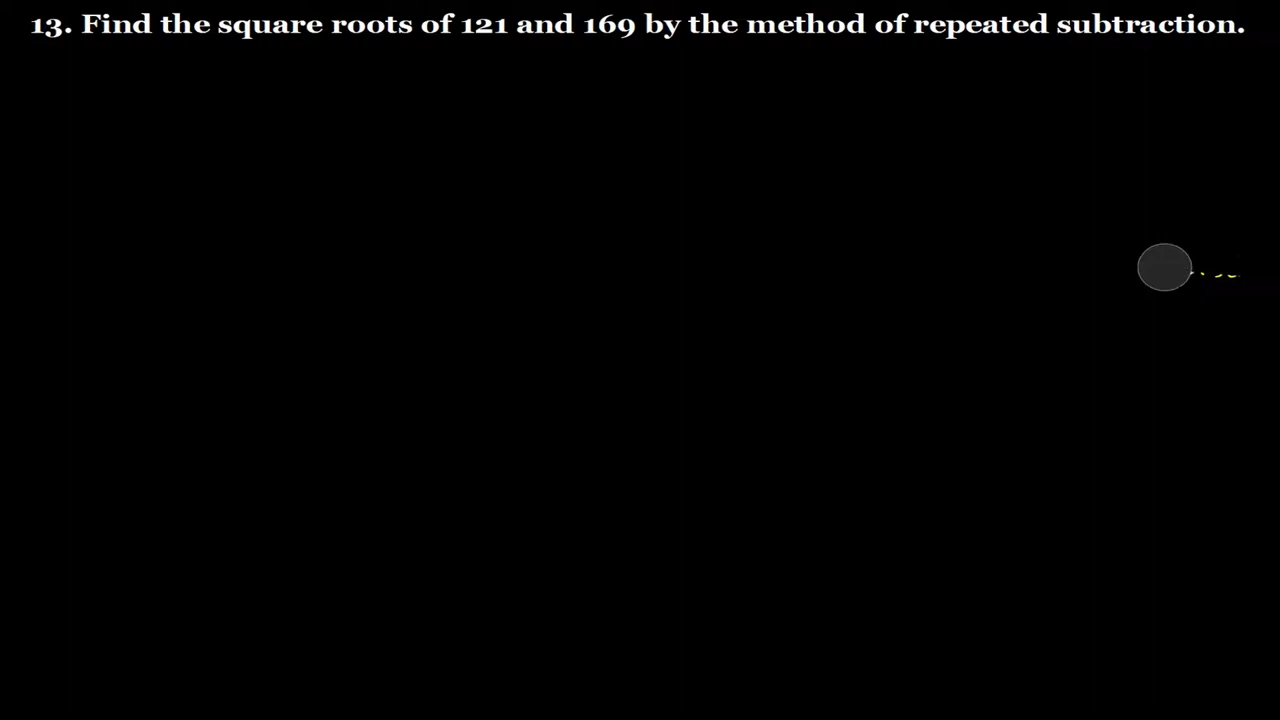 13. Find the square roots of 121 and 169 by the method of repeated subtraction.